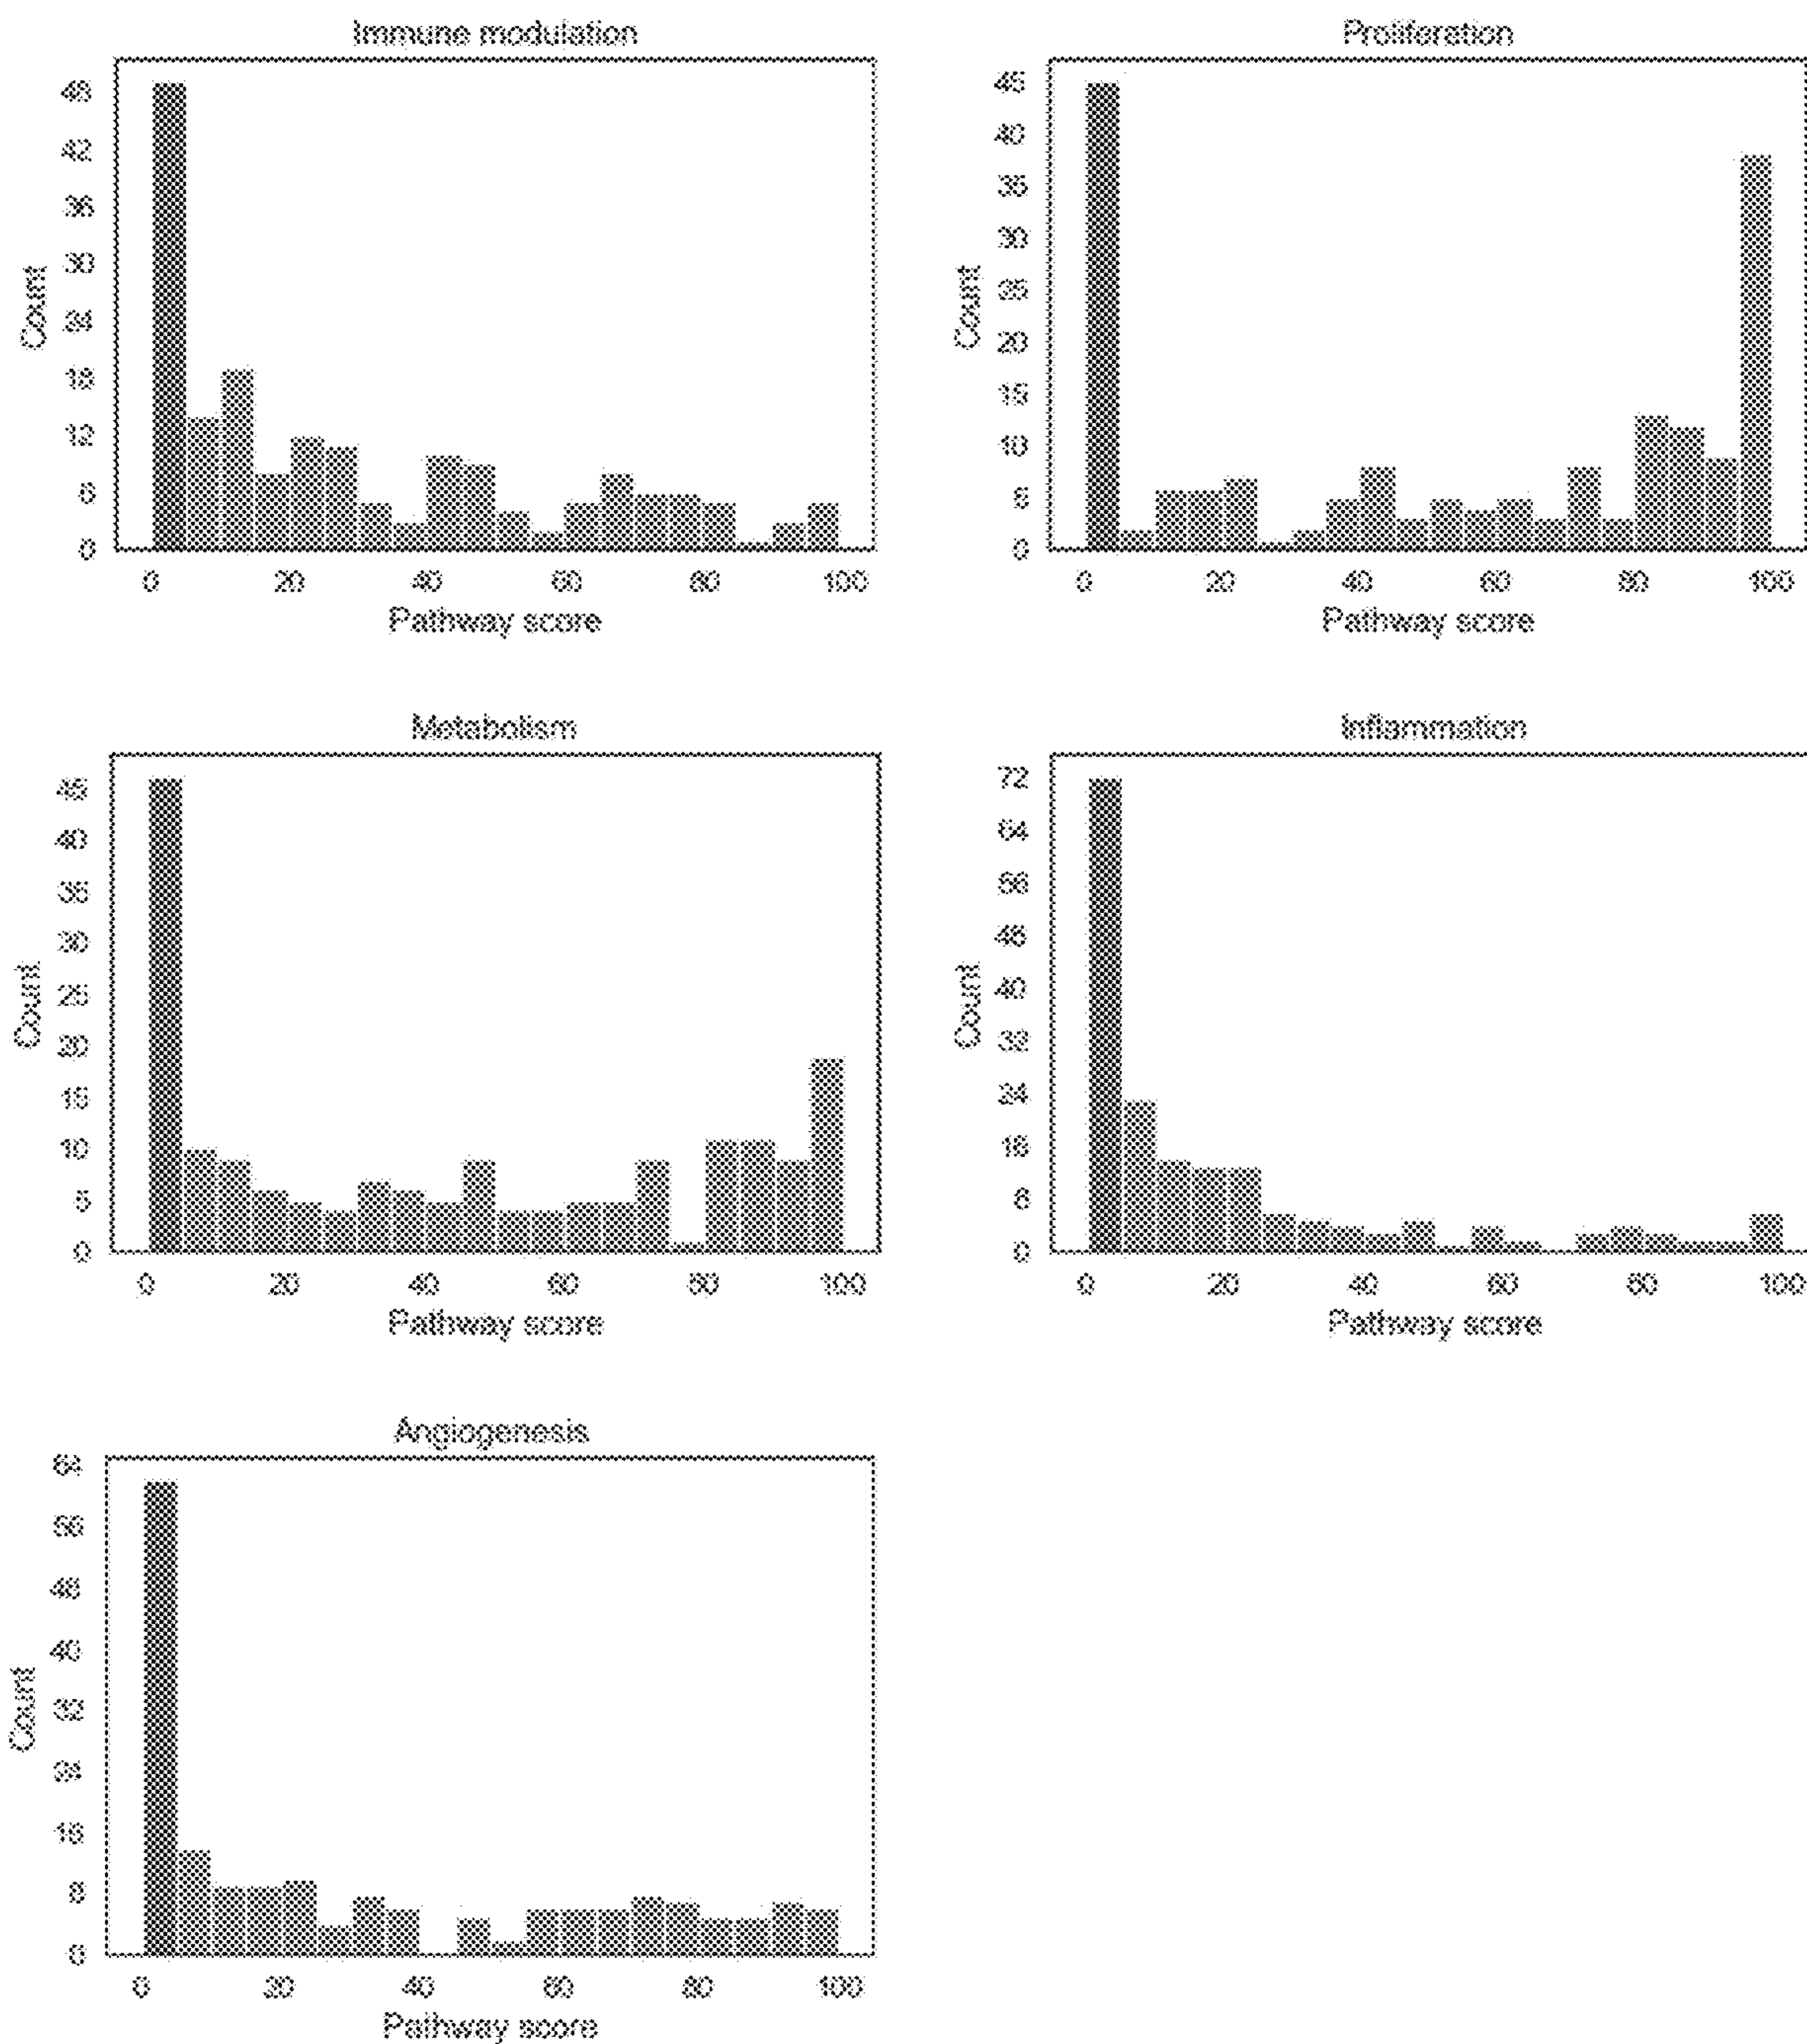 Immune modulation
Count
48
42
36
30
24
18
12
6
0
0 20 40 60 80 100
Pathway score
Proliferation
Count
45
40
35
30
25
20
15
10
5
0
0 20 40 60 80 100
Pathway score
Metabolism
Count
45
40
35
30
25
20
15
10
5
0
0 20 40 60 80 100
Pathway score
Inflammation
Count
72
64
56
48
40
32
24
16
8
0
0 20 40 60 80 100
Pathway score
Angiogenesis
Count
64
56
48
40
32
24
16
8
0
0 20 40 60 80 100
Pathway score